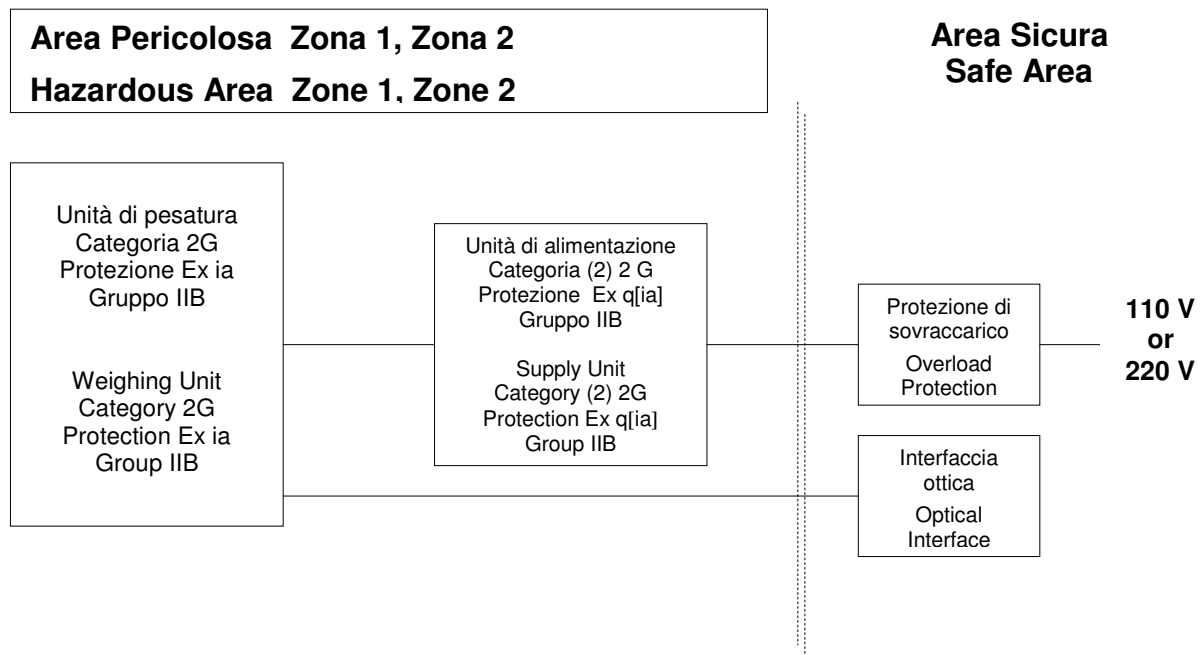 Area Pericolosa  Zona 1, Zona 2
Hazardous Area  Zone 1, Zone 2
Area Sicura
Safe Area
Unità di pesatura
Categoria 2G
Protezione Ex ia
Gruppo IIB
Weighing Unit
Category 2G
Protection Ex ia
Group IIB
Unità di alimentazione
Categoria (2) 2 G
Protezione  Ex q[ia]
Gruppo IIB
Supply Unit
Category (2) 2G
Protection Ex q[ia]
Group IIB
Protezione di
sovraccarico
Overload
Protection
110 V
or
220 V
Interfaccia
ottica
Optical
Interface